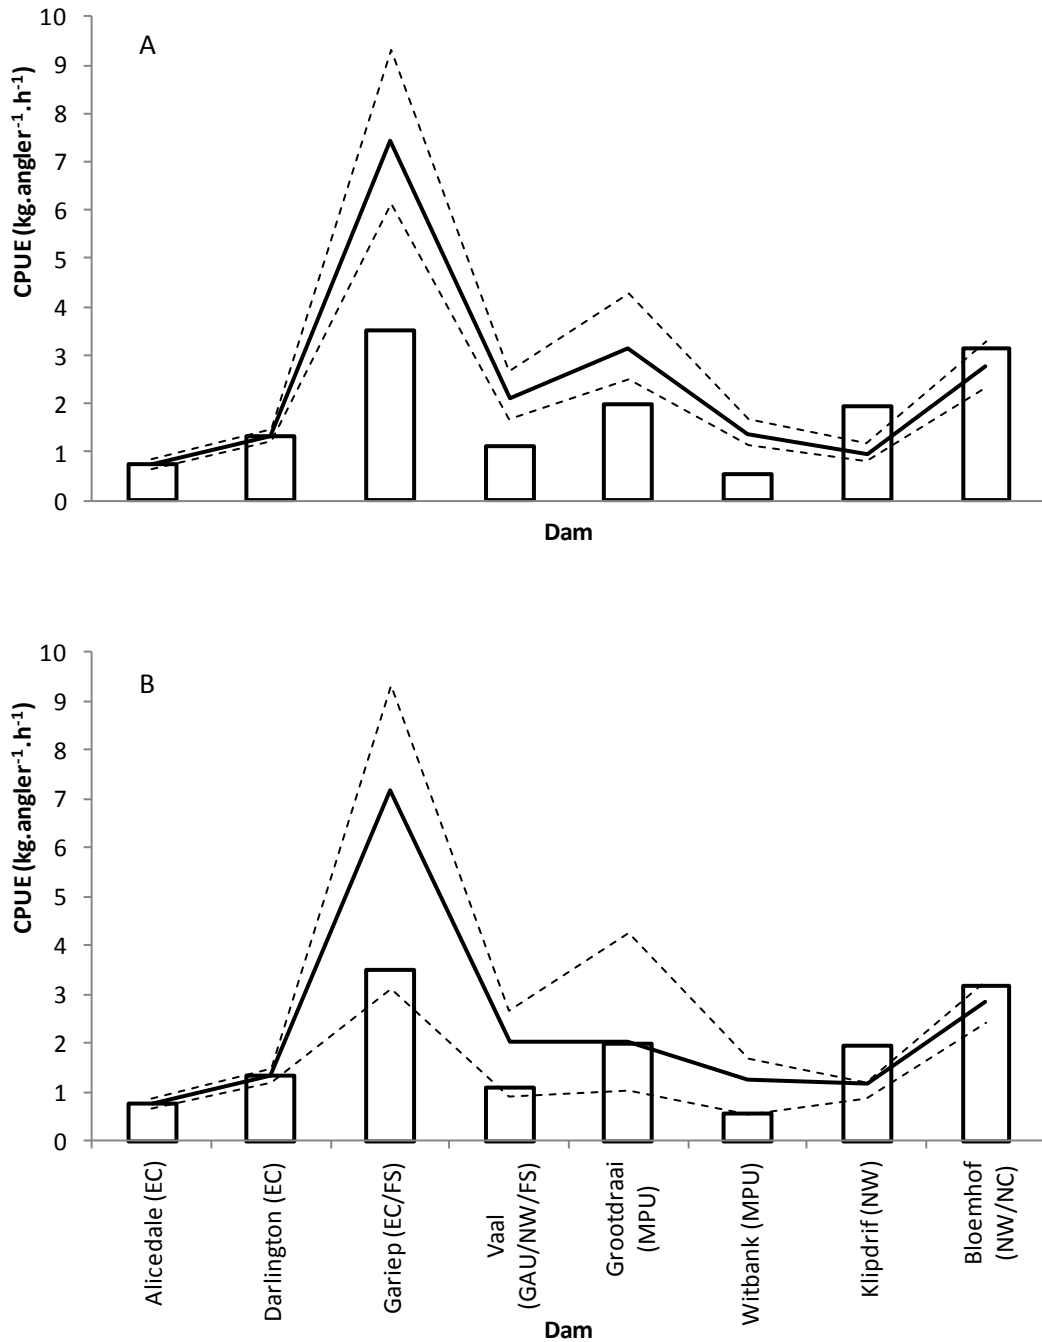 A
CPUE (kg.angler⁻¹.h⁻¹)
10
9
8
7
6
5
4
3
2
1
0
Dam
B
CPUE (kg.angler⁻¹.h⁻¹)
10
9
8
7
6
5
4
3
2
1
0
Alicedale (EC)
Darlington (EC)
Gariep (EC/FS)
Vaal
(GAU/NW/FS)
Grootdraai
(MPU)
Witbank (MPU)
Klipdrif (NW)
Bloemhof
(NW/NC)
Dam